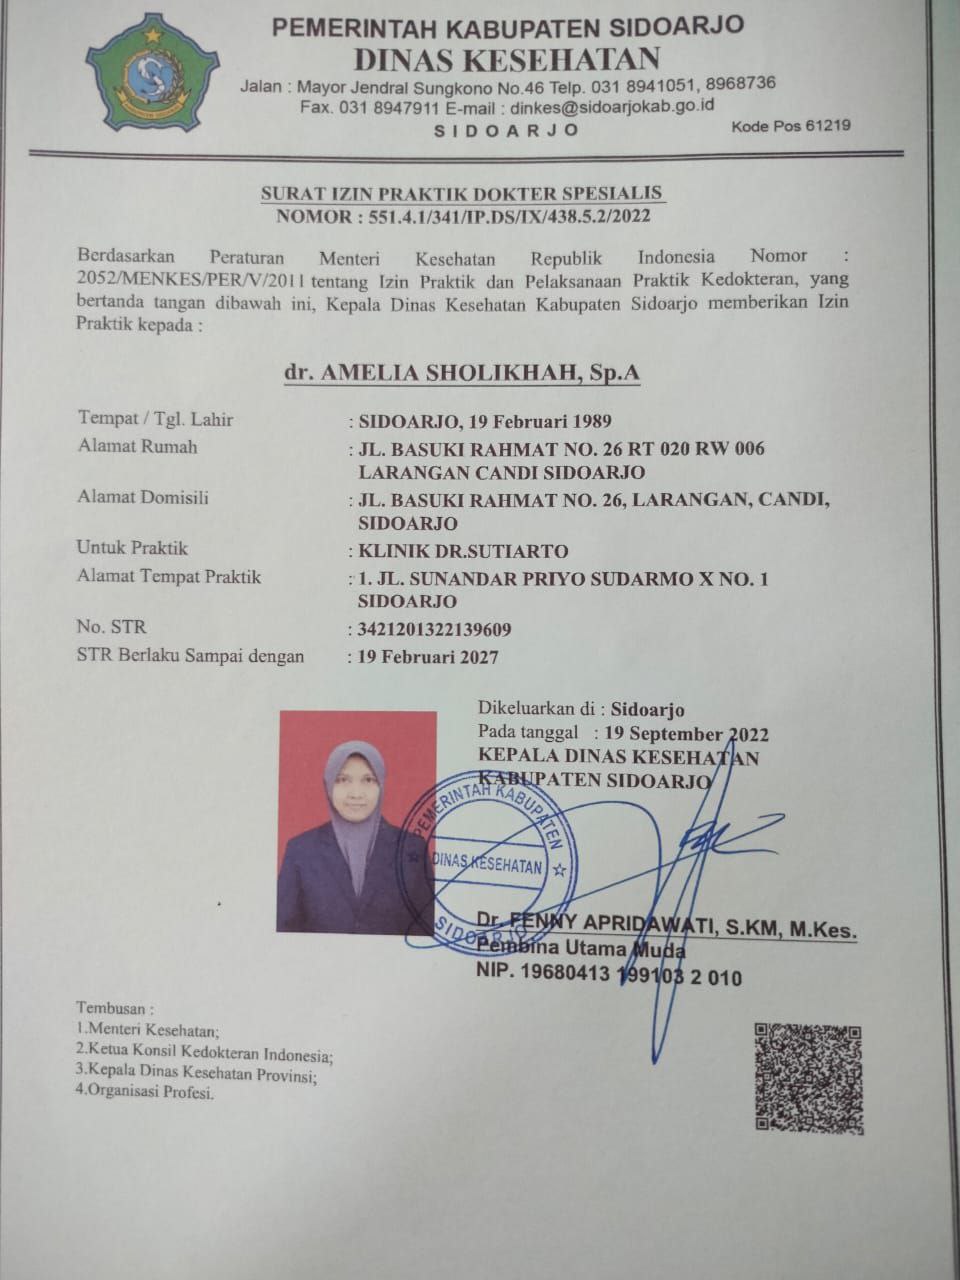 PEMERINTAH KABUPATEN SIDOARJO
DINAS KESEHATAN
Jalan : Mayor Jendral Sungkono No.46 Telp. 031 8941051, 8968736
Fax. 031 8947911 E-mail : dinkes@sidoarjokab.go.id
SIDOARJO
Kode Pos 61219
SURAT IZIN PRAKTIK DOKTER SPESIALIS
NOMOR : 551.4.1/341/IP.DS/IX/438.5.2/2022
Berdasarkan Peraturan Menteri Kesehatan Republik Indonesia Nomor :
2052/MENKES/PER/V/2011 tentang Izin Praktik dan Pelaksanaan Praktik Kedokteran, yang
bertanda tangan dibawah ini, Kepala Dinas Kesehatan Kabupaten Sidoarjo memberikan Izin
Praktik kepada :
dr. AMELIA SHOLIKHAH, Sp.A
Tempat / Tgl. Lahir : SIDOARJO, 19 Februari 1989
Alamat Rumah : JL. BASUKI RAHMAT NO. 26 RT 020 RW 006
LARANGAN CANDI SIDOARJO
Alamat Domisili : JL. BASUKI RAHMAT NO. 26, LARANGAN, CANDI,
SIDOARJO
Untuk Praktik : KLINIK DR.SUTIARTO
Alamat Tempat Praktik : 1. JL. SUNANDAR PRIYO SUDARMO X NO. 1
SIDOARJO
No. STR : 3421201322139609
STR Berlaku Sampai dengan : 19 Februari 2027
Dikeluarkan di : Sidoarjo
Pada tanggal : 19 September 2022
KEPALA DINAS KESEHATAN
KABUPATEN SIDOARJO
PEMERINTAH KABUPATEN
DINAS KESEHATAN
SIDOARJO
Dr. FENNY APRIDAWATI, S.KM, M.Kes.
Pembina Utama Muda
NIP. 19680413 199103 2 010
Tembusan :
1.Menteri Kesehatan;
2.Ketua Konsil Kedokteran Indonesia;
3.Kepala Dinas Kesehatan Provinsi;
4.Organisasi Profesi.